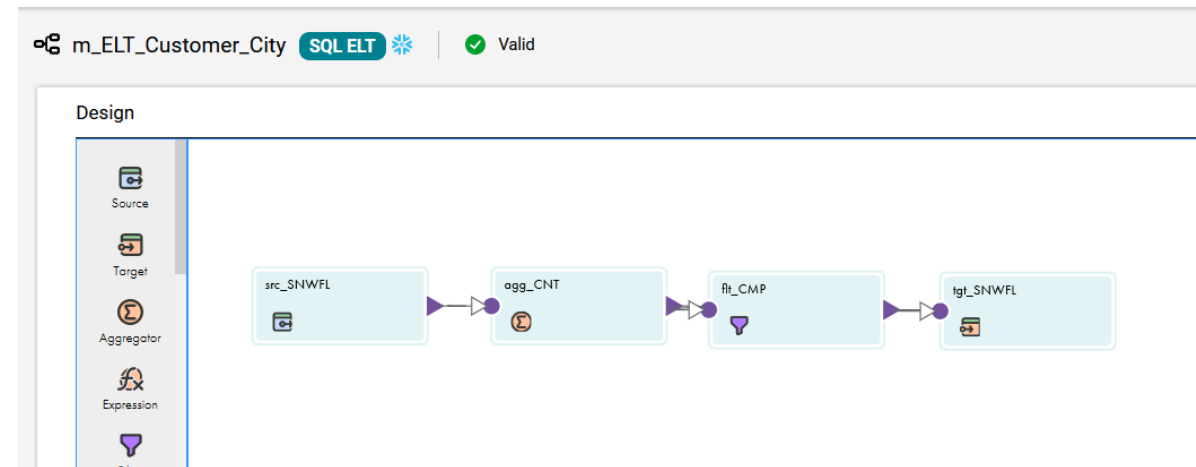 m_ELT_Customer_City SQL ELT Valid
Design
Source
Target
Aggregator
Expression
src_SNWFL
agg_CNT
flt_CMP
tgt_SNWFL